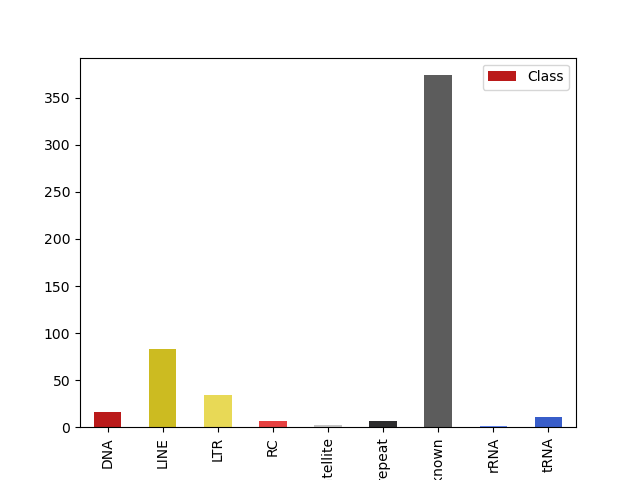 Class
350
300
250
200
150
100
50
0
DNA
LINE
LTR
RC
tellite
repeat
known
rRNA
tRNA